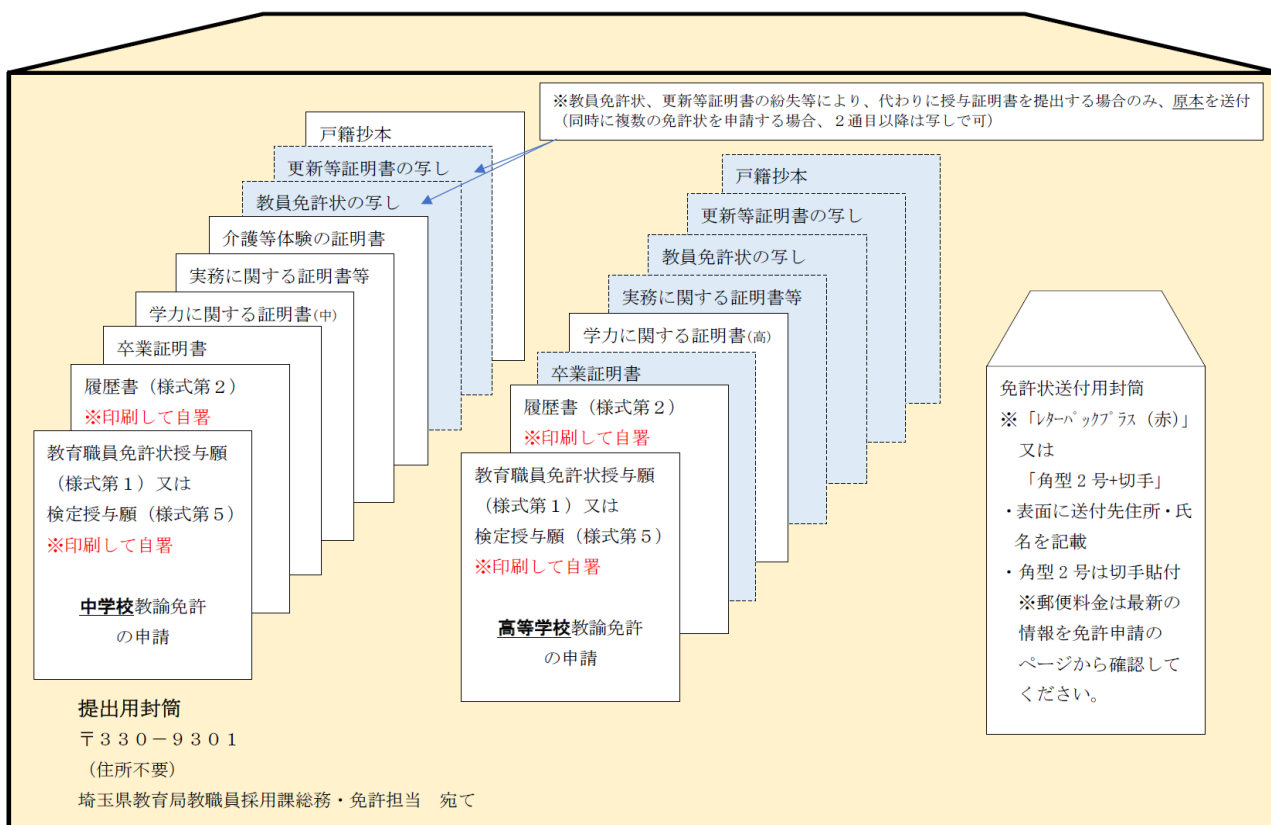 ※教員免許状、更新等証明書の紛失等により、代わりに授与証明書を提出する場合のみ、原本を送付
（同時に複数の免許状を申請する場合、２通目以降は写しで可）
戸籍抄本
更新等証明書の写し
教員免許状の写し
介護等体験の証明書
実務に関する証明書等
学力に関する証明書(中)
卒業証明書
履歴書（様式第２）
※印刷して自署
教育職員免許状授与願
（様式第１）又は
検定授与願（様式第５）
※印刷して自署
中学校教諭免許
の申請
戸籍抄本
更新等証明書の写し
教員免許状の写し
実務に関する証明書等
学力に関する証明書(高)
卒業証明書
履歴書（様式第２）
※印刷して自署
教育職員免許状授与願
（様式第１）又は
検定授与願（様式第５）
※印刷して自署
高等学校教諭免許
の申請
免許状送付用封筒
※「ﾚﾀｰﾊﾟｯｸﾌﾟﾗｽ（赤）」
又は
「角型２号+切手」
・表面に送付先住所・氏
名を記載
・角型２号は切手貼付
※郵便料金は最新の
情報を免許申請の
ページから確認して
ください。
提出用封筒
〒３３０－９３０１
（住所不要）
埼玉県教育局教職員採用課総務・免許担当　宛て